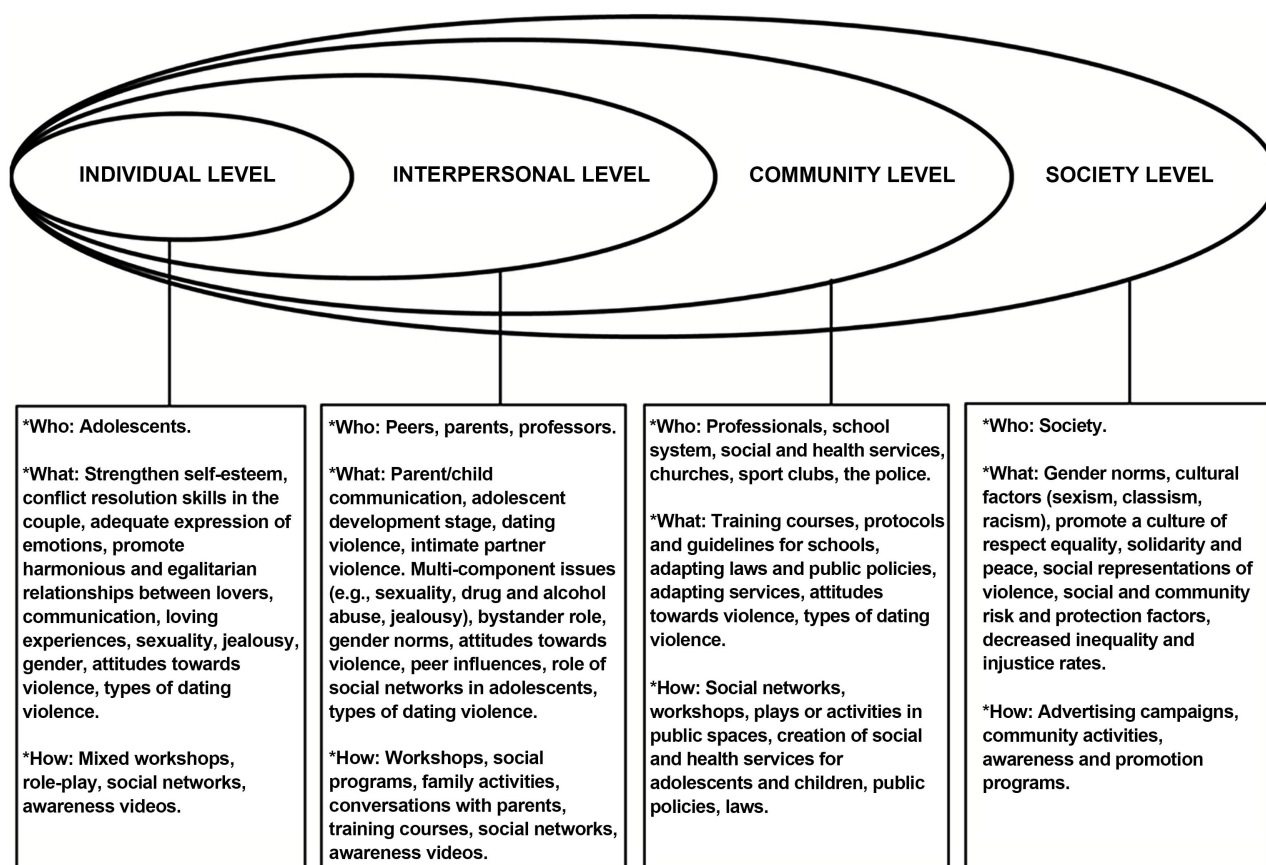 INDIVIDUAL LEVEL
INTERPERSONAL LEVEL
COMMUNITY LEVEL
SOCIETY LEVEL
*Who: Adolescents.
*What: Strengthen self-esteem,
conflict resolution skills in the
couple, adequate expression of
emotions, promote
harmonious and egalitarian
relationships between lovers,
communication, loving
experiences, sexuality, jealousy,
gender, attitudes towards
violence, types of dating
violence.
*How: Mixed workshops,
role-play, social networks,
awareness videos.
*Who: Peers, parents, professors.
*What: Parent/child
communication, adolescent
development stage, dating
violence, intimate partner
violence. Multi-component issues
(e.g., sexuality, drug and alcohol
abuse, jealousy), bystander role,
gender norms, attitudes towards
violence, peer influences, role of
social networks in adolescents,
types of dating violence.
*How: Workshops, social
programs, family activities,
conversations with parents,
training courses, social networks,
awareness videos.
*Who: Professionals, school
system, social and health services,
churches, sport clubs, the police.
*What: Training courses, protocols
and guidelines for schools,
adapting laws and public policies,
adapting services, attitudes
towards violence, types of dating
violence.
*How: Social networks,
workshops, plays or activities in
public spaces, creation of social
and health services for
adolescents and children, public
policies, laws.
*Who: Society.
*What: Gender norms, cultural
factors (sexism, classism,
racism), promote a culture of
respect equality, solidarity and
peace, social representations of
violence, social and community
risk and protection factors,
decreased inequality and
injustice rates.
*How: Advertising campaigns,
community activities,
awareness and promotion
programs.